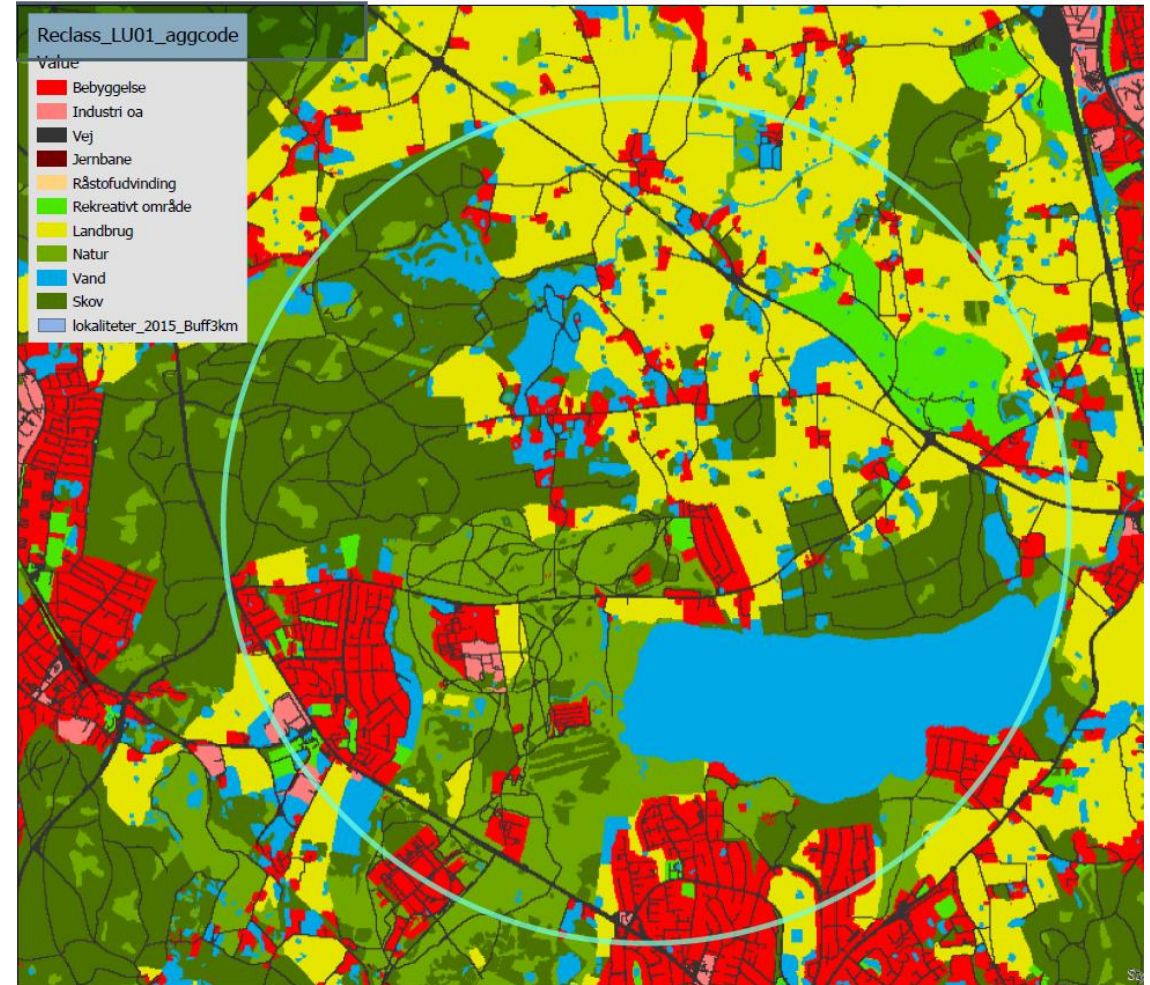 Reclass_LU01_aggcode
Value
Bebyggelse
Industri oa
Vej
Jernbane
Råstofudvinding
Rekreativt område
Landbrug
Natur
Vand
Skov
lokaliteter_2015_Buff3km